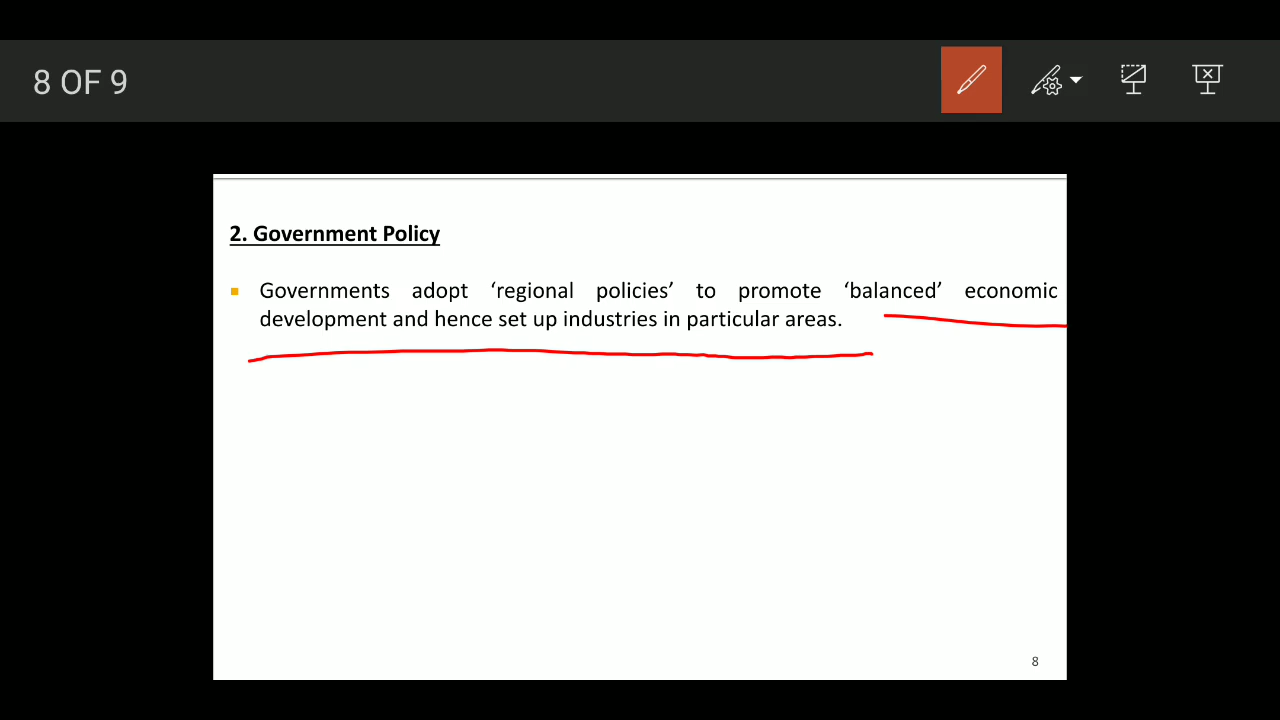 8 OF 9
2. Government Policy
▪ Governments adopt ‘regional policies’ to promote ‘balanced’ economic
development and hence set up industries in particular areas.
8